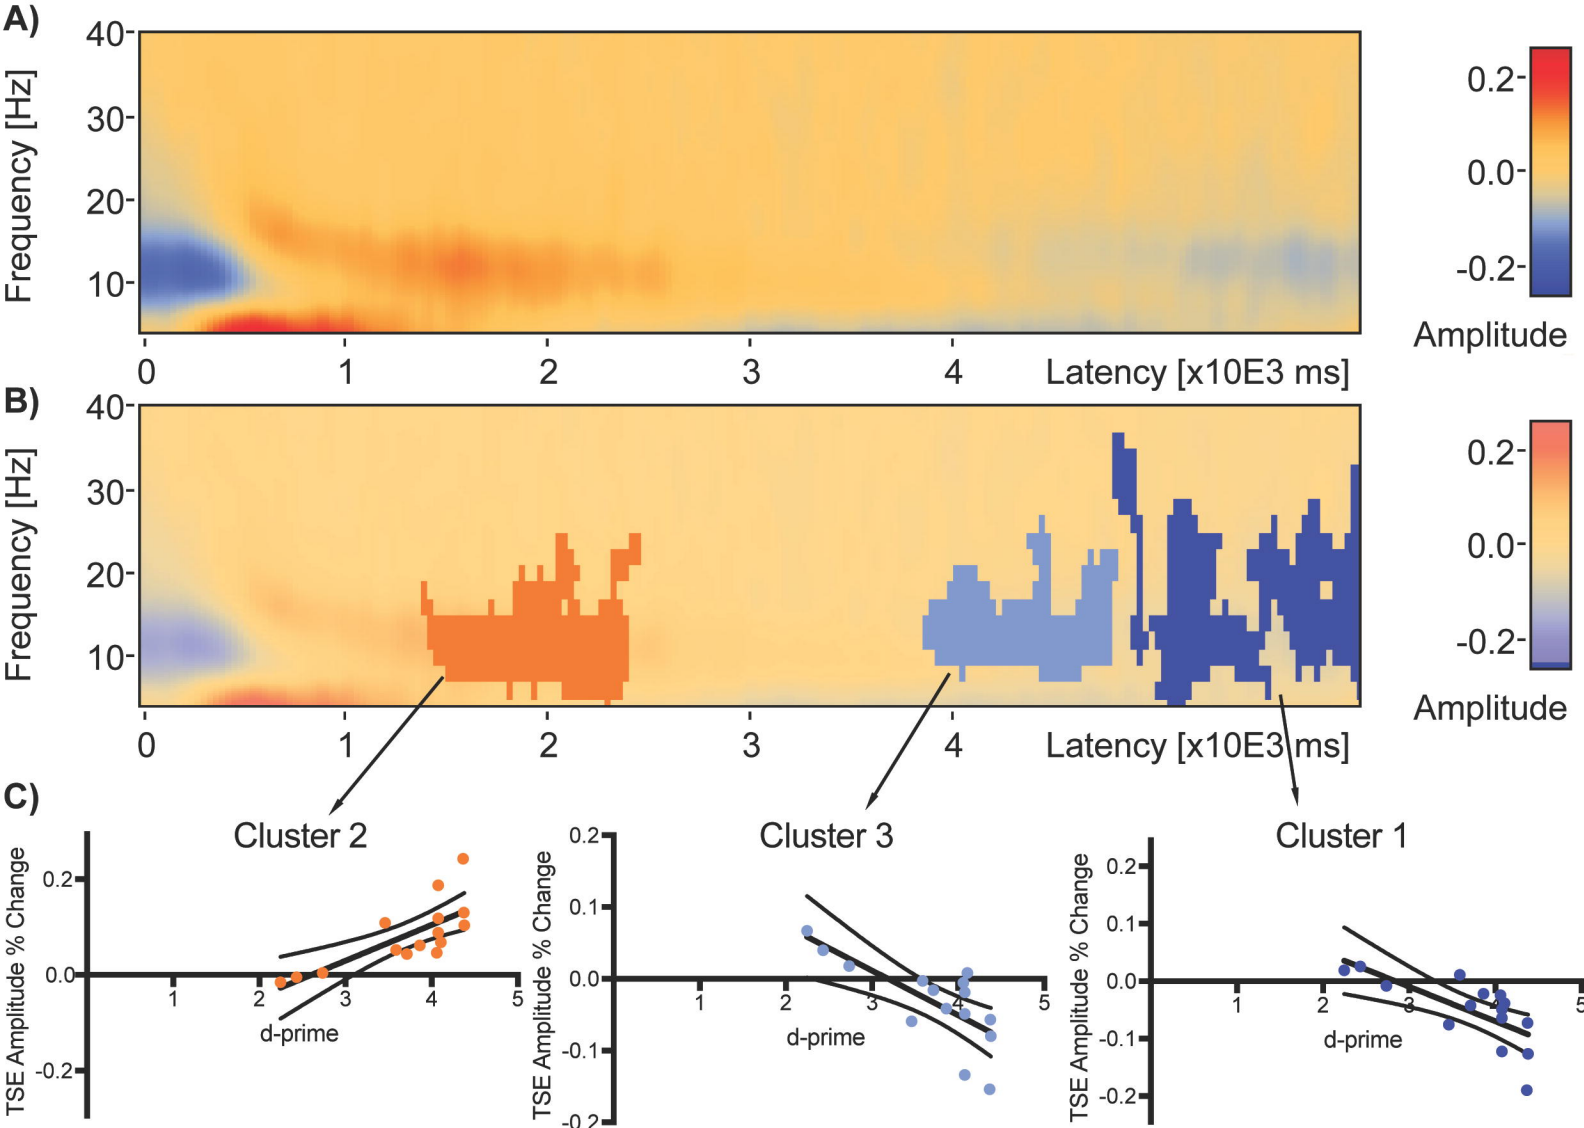 A)
Frequency [Hz]
40
30
20
10
0 1 2 3 4 Latency [x10E3 ms]
0.2
0.0
-0.2
Amplitude
B)
Frequency [Hz]
40
30
20
10
0 1 2 3 4 Latency [x10E3 ms]
0.2
0.0
-0.2
Amplitude
C)
Cluster 2
TSE Amplitude % Change
0.2
0.0
-0.2
1 2 3 4 5
d-prime
Cluster 3
TSE Amplitude % Change
0.2
0.1
0.0
-0.1
-0.2
1 2 3 4 5
d-prime
Cluster 1
TSE Amplitude % Change
0.2
0.1
0.0
-0.1
-0.2
1 2 3 4 5
d-prime